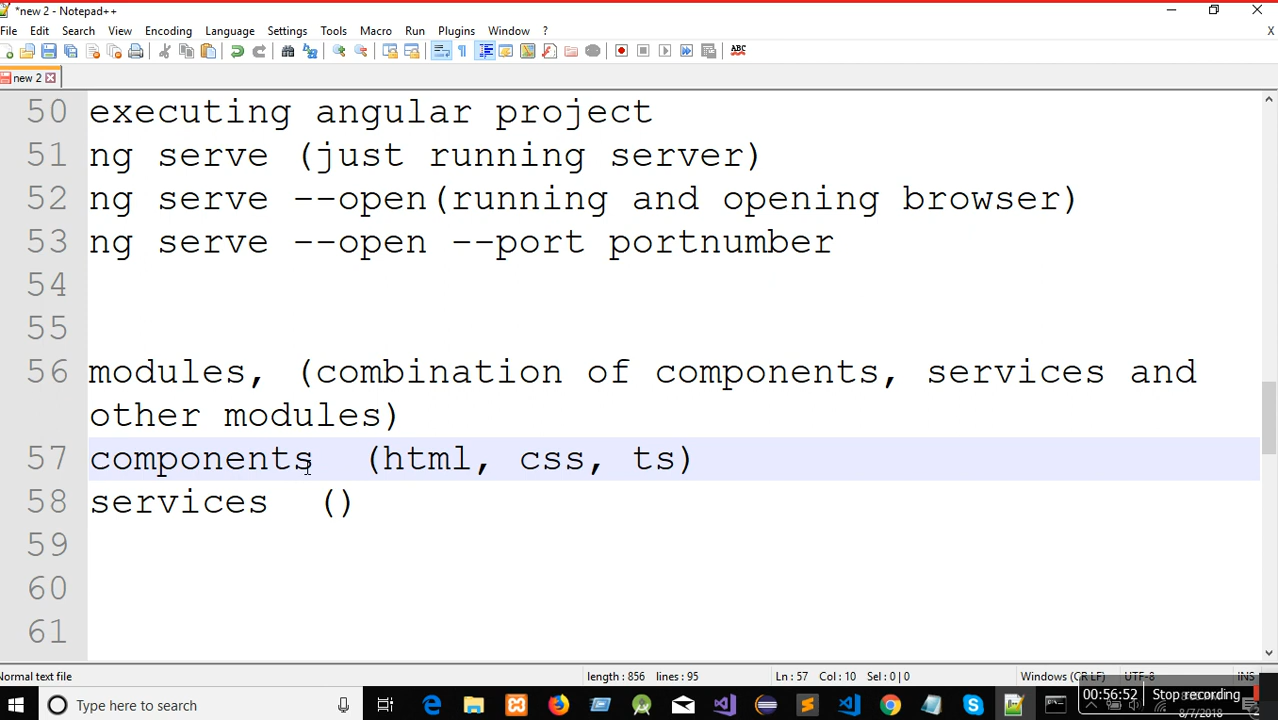 *new 2 - Notepad++
File Edit Search View Encoding Language Settings Tools Macro Run Plugins Window ? X
ABC
new 2
50 executing angular project
51 ng serve (just running server)
52 ng serve --open(running and opening browser)
53 ng serve --open --port portnumber
54
55
56 modules, (combination of components, services and
other modules)
57 components  (html, css, ts)
58 services  ()
59
60
61
Normal text file length : 856 lines : 95 Ln : 57 Col : 10 Sel : 0 | 0 Windows (CR LF) UTF-8 INS
Type here to search 00:56:52 Stop recording
8/7/2018